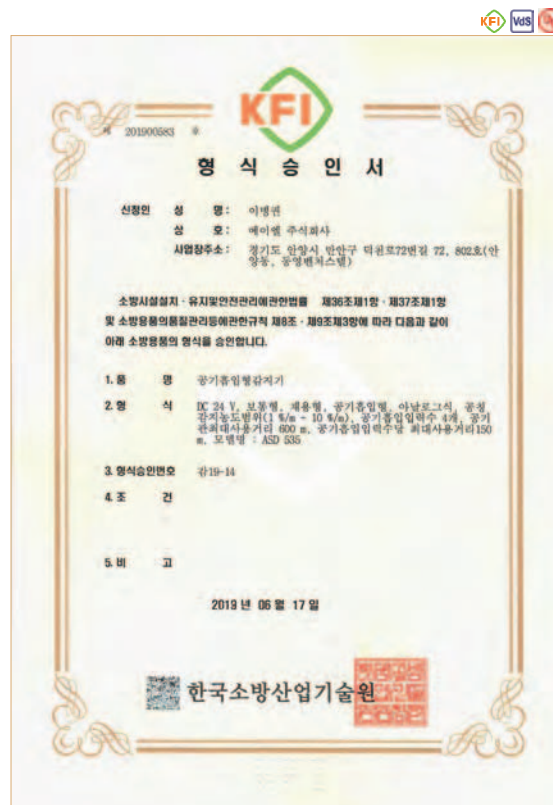 KFI VdS
KFI
제 201900583 호
형 식 승 인 서
신청인 성 명 : 이병권
상 호 : 에이엘 주식회사
사업장주소 : 경기도 안양시 만안구 덕천로72번길 72, 802호(안
양동, 동영벤처스텔)
소방시설설치ㆍ유지및안전관리에관한법률 제36조제1항ㆍ제37조제1항
및 소방용품의품질관리등에관한규칙 제8조ㆍ제9조제3항에 따라 다음과 같이
아래 소방용품의 형식을 승인합니다.
1. 품 명 공기흡입형감지기
2. 형 식 DC 24 V, 보통형, 재용형, 공기흡입형, 아날로그식, 공칭
감지농도범위(1 %/m - 10 %/m), 공기흡입입력수 4개, 공기
관최대사용거리 600 m, 공기흡입입력수당 최대사용거리150
m, 모델명 : ASD 535
3. 형식승인번호 감19-14
4. 조 건
5. 비 고
2019 년 06 월 17 일
한국소방산업기술원